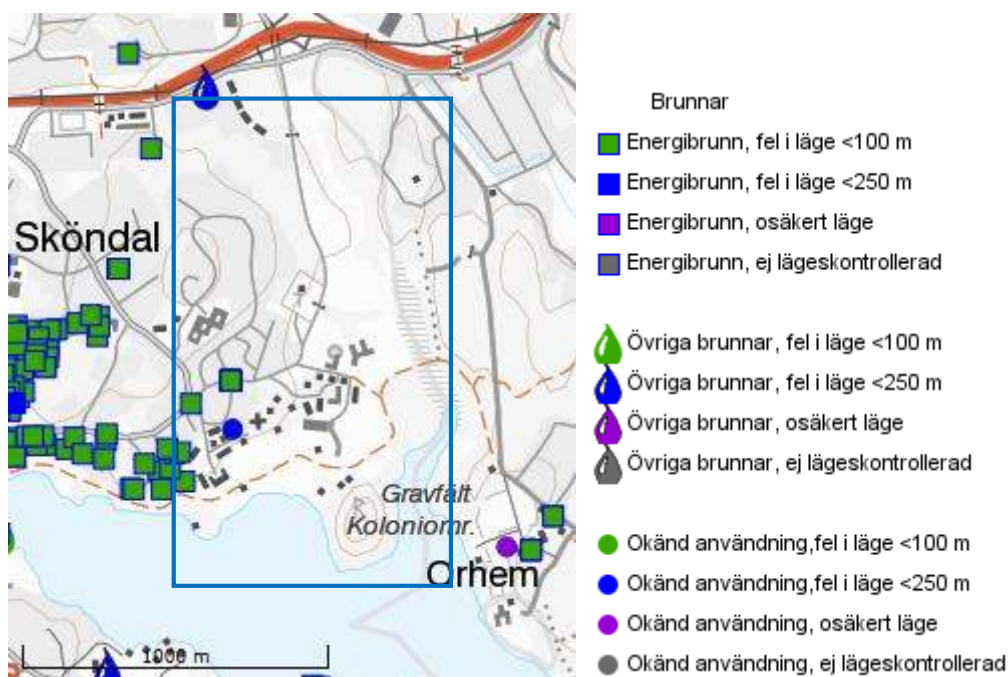 Sköndal
Gravfält
Koloniomr.
Orhem
1000 m
Brunnar
Energibrunn, fel i läge <100 m
Energibrunn, fel i läge <250 m
Energibrunn, osäkert läge
Energibrunn, ej lägeskontrollerad
Övriga brunnar, fel i läge <100 m
Övriga brunnar, fel i läge <250 m
Övriga brunnar, osäkert läge
Övriga brunnar, ej lägeskontrollerad
Okänd användning,fel i läge <100 m
Okänd användning,fel i läge <250 m
Okänd användning, osäkert läge
Okänd användning, ej lägeskontrollerad